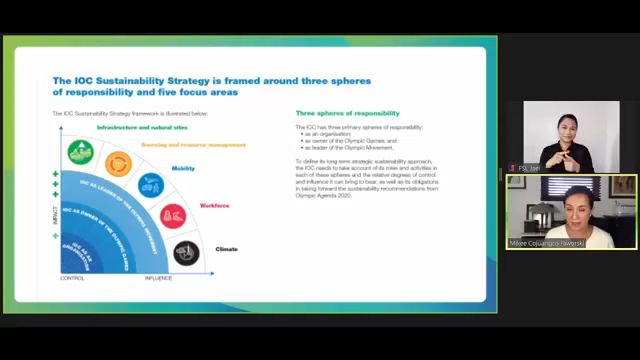 The IOC Sustainability Strategy is framed around three spheres
of responsibility and five focus areas
The IOC Sustainability Strategy framework is illustrated below:
Infrastructure and natural sites
Sourcing and resource management
Mobility
Workforce
Climate
IMPACT
IOC AS LEADER OF THE OLYMPIC MOVEMENT
IOC AS OWNER OF THE OLYMPIC GAMES
IOC AS AN
ORGANISATION
CONTROL
INFLUENCE
Three spheres of responsibility
The IOC has three primary spheres of responsibility:
• as an organisation;
• as owner of the Olympic Games; and
• as leader of the Olympic Movement.
To define its long-term strategic sustainability approach,
the IOC needs to take account of its roles and activities in
each of these spheres and the relative degrees of control
and influence it can bring to bear, as well as its obligations
in taking forward the sustainability recommendations from
Olympic Agenda 2020.
FSL Joei
Mikee Cojuangco Jaworski